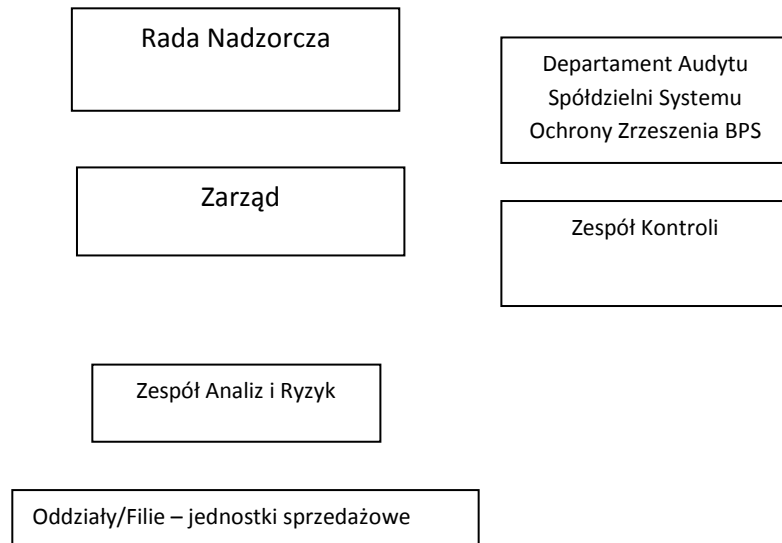 Rada Nadzorcza
Departament Audytu
Spółdzielni Systemu
Ochrony Zrzeszenia BPS
Zarząd
Zespół Kontroli
Zespół Analiz i Ryzyk
Oddziały/Filie – jednostki sprzedażowe